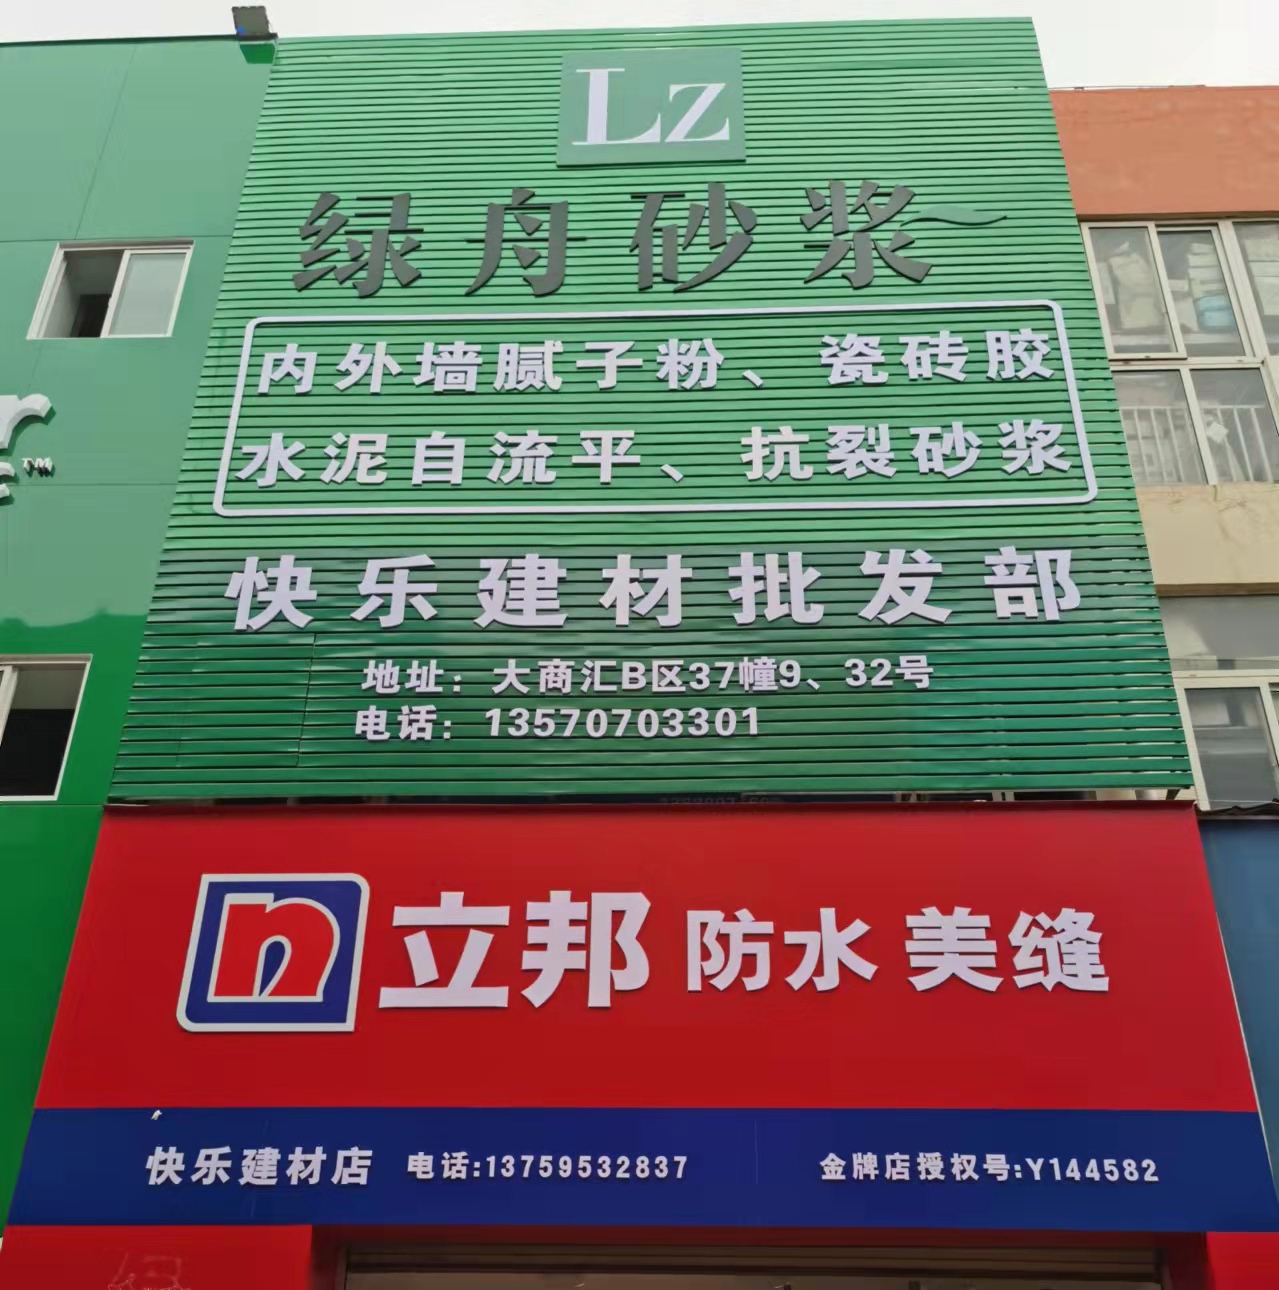 LZ
绿舟砂浆
内外墙腻子粉、瓷砖胶
水泥自流平、抗裂砂浆
快乐建材批发部
地址：大商汇B区37幢9、32号
电话：13570703301
n立邦 防水 美缝
快乐建材店 电话:13759532837 金牌店授权号:Y144582
TM